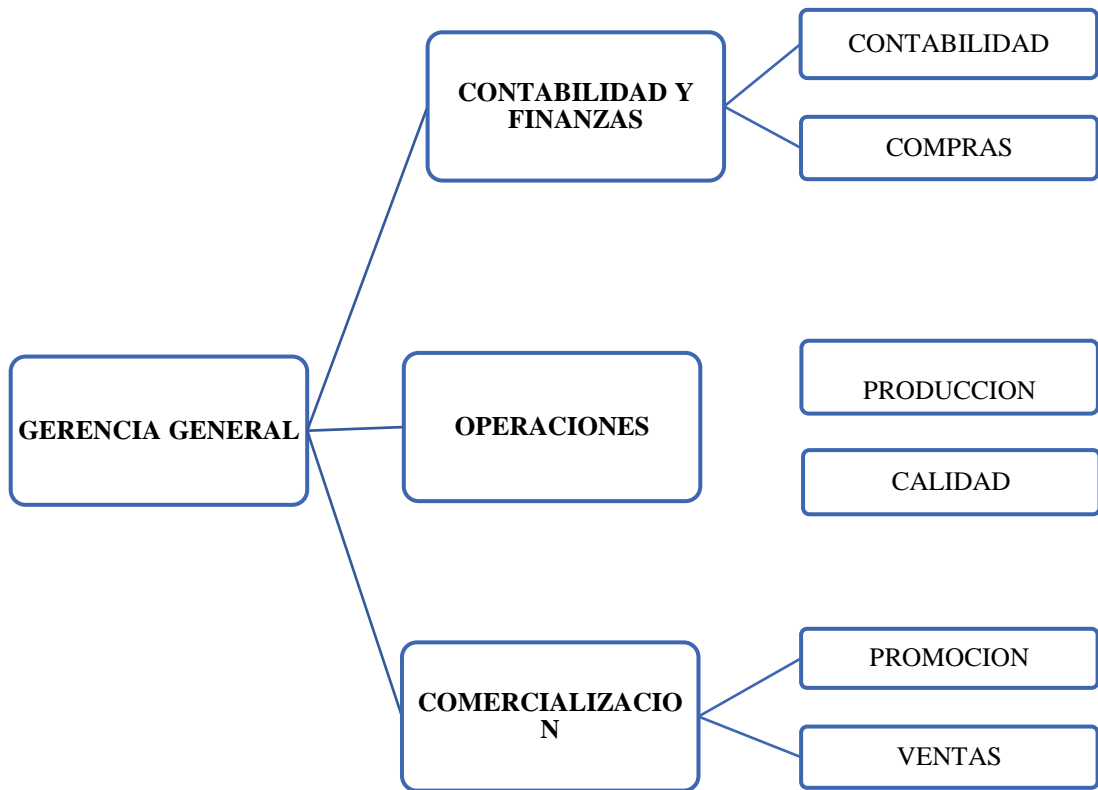 CONTABILIDAD
CONTABILIDAD Y
FINANZAS
COMPRAS
PRODUCCION
GERENCIA GENERAL
OPERACIONES
CALIDAD
PROMOCION
COMERCIALIZACIO
N
VENTAS